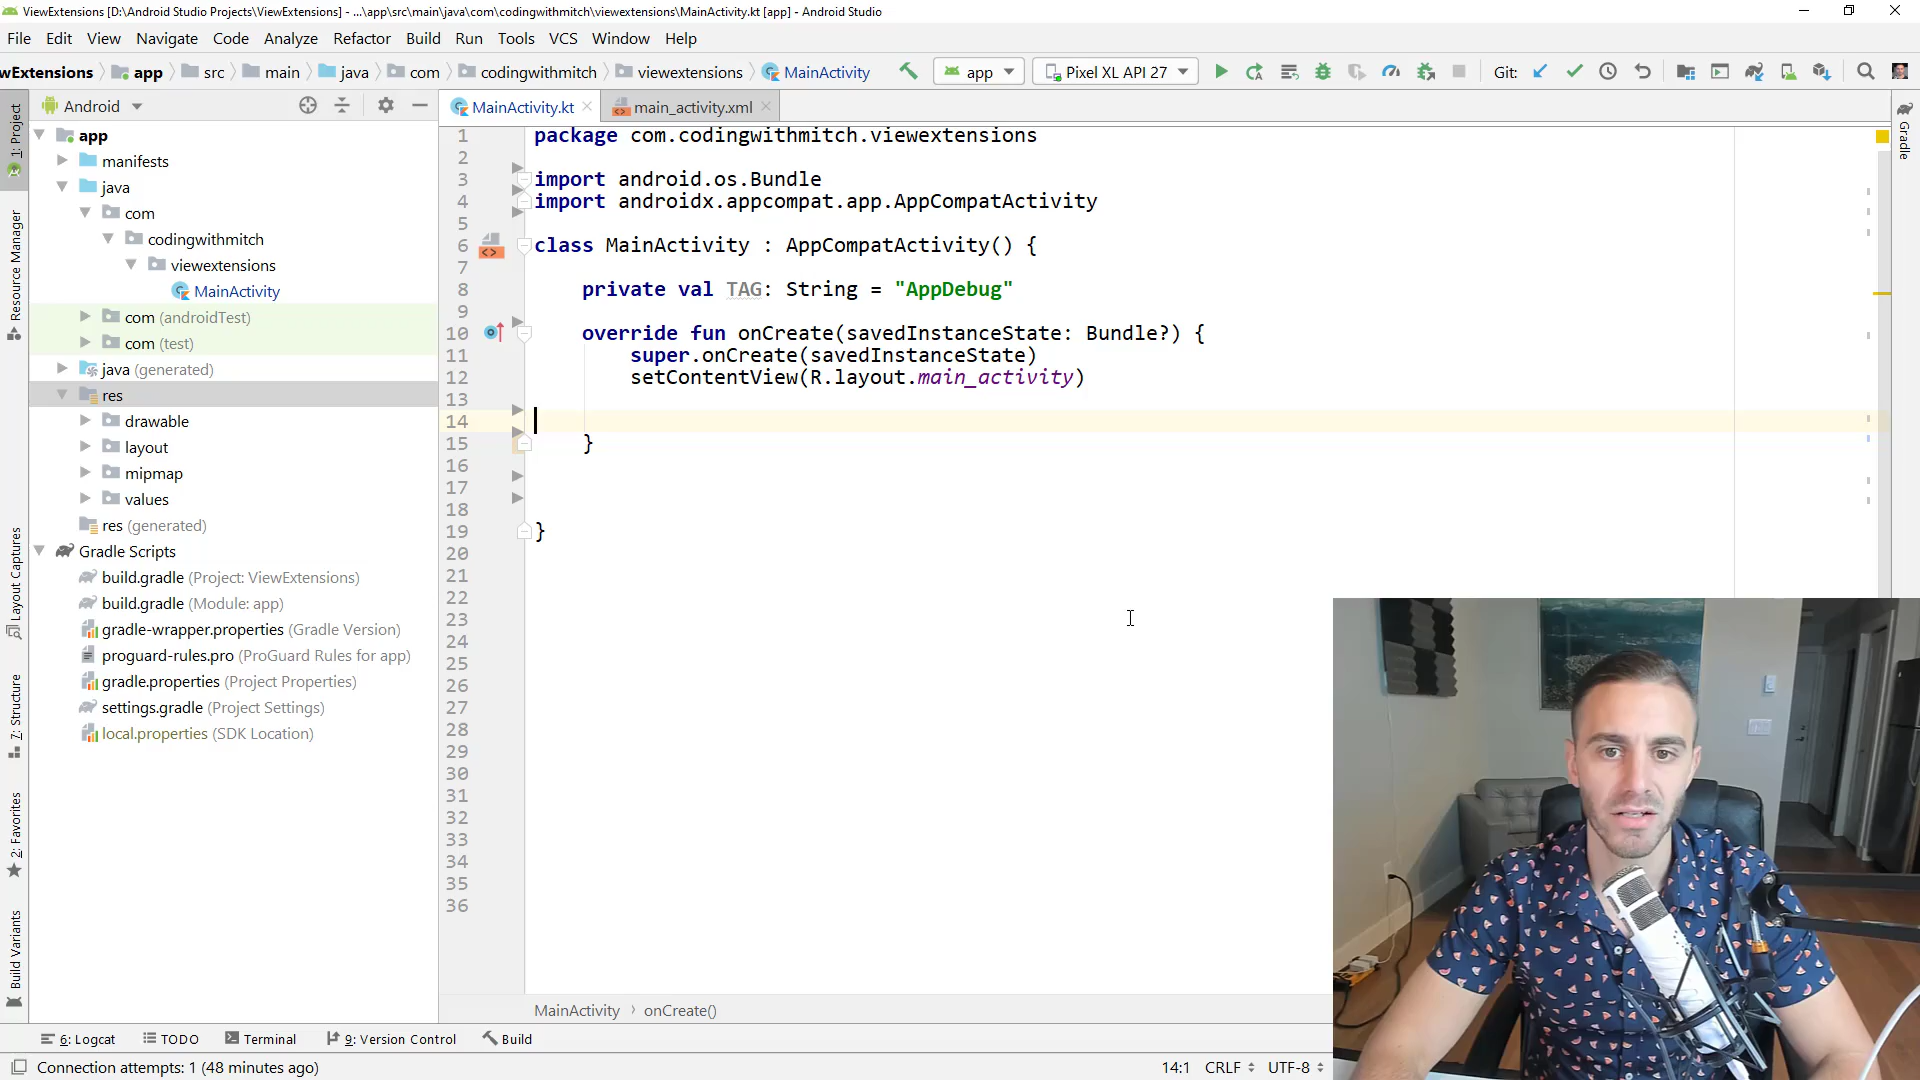 ViewExtensions [D:\Android Studio Projects\ViewExtensions] - ...\app\src\main\java\com\codingwithmitch\viewextensions\MainActivity.kt [app] - Android Studio
File Edit View Navigate Code Analyze Refactor Build Run Tools VCS Window Help
wExtensions app src main java com codingwithmitch viewextensions MainActivity app Pixel XL API 27 Git:
1: Project
Resource Manager
Layout Captures
7: Structure
2: Favorites
Build Variants
Android
app
manifests
java
com
codingwithmitch
viewextensions
MainActivity
com (androidTest)
com (test)
java (generated)
res
drawable
layout
mipmap
values
res (generated)
Gradle Scripts
build.gradle (Project: ViewExtensions)
build.gradle (Module: app)
gradle-wrapper.properties (Gradle Version)
proguard-rules.pro (ProGuard Rules for app)
gradle.properties (Project Properties)
settings.gradle (Project Settings)
local.properties (SDK Location)
MainActivity.kt main_activity.xml
1 package com.codingwithmitch.viewextensions
2
3 import android.os.Bundle
4 import androidx.appcompat.app.AppCompatActivity
5
6 class MainActivity : AppCompatActivity() {
7
8 private val TAG: String = "AppDebug"
9
10 override fun onCreate(savedInstanceState: Bundle?) {
11 super.onCreate(savedInstanceState)
12 setContentView(R.layout.main_activity)
13
14
15 }
16
17
18
19 }
20
21
22
23
24
25
26
27
28
29
30
31
32
33
34
35
36
Gradle
MainActivity › onCreate()
6: Logcat TODO Terminal 9: Version Control Build
Connection attempts: 1 (48 minutes ago) 14:1 CRLF UTF-8